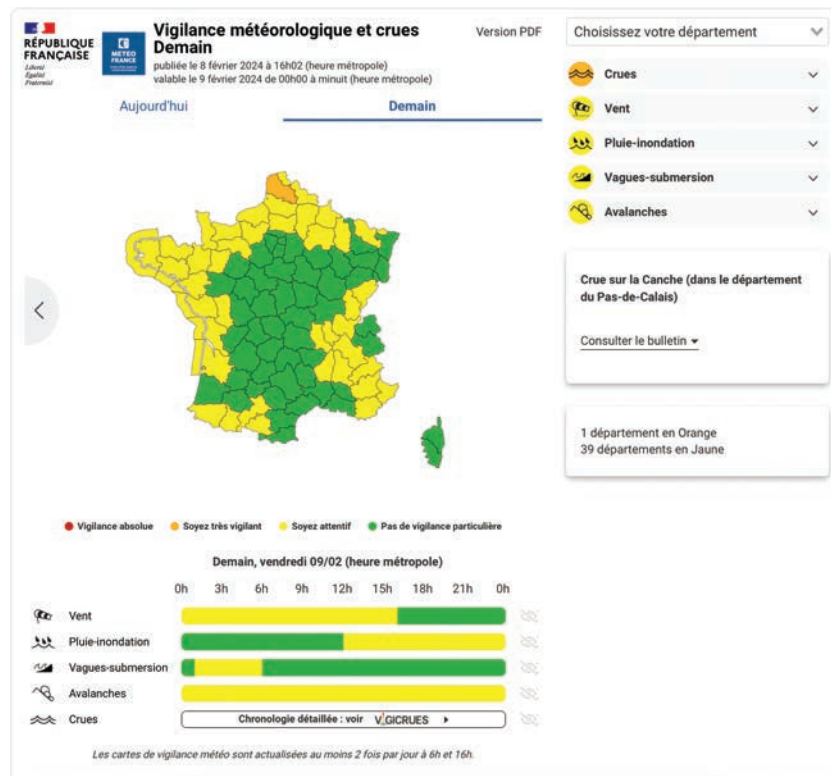 RÉPUBLIQUE
FRANÇAISE
Liberté
Égalité
Fraternité
METEO
FRANCE
Vigilance météorologique et crues
Demain
publiée le 8 février 2024 à 16h02 (heure métropole)
valable le 9 février 2024 de 00h00 à minuit (heure métropole)
Version PDF
Aujourd'hui
Demain
Choisissez votre département
Crues
Vent
Pluie-inondation
Vagues-submersion
Avalanches
Crue sur la Canche (dans le département
du Pas-de-Calais)
Consulter le bulletin
1 département en Orange
39 départements en Jaune
Vigilance absolue
Soyez très vigilant
Soyez attentif
Pas de vigilance particulière
Demain, vendredi 09/02 (heure métropole)
0h 3h 6h 9h 12h 15h 18h 21h 0h
Vent
Pluie-inondation
Vagues-submersion
Avalanches
Crues
Chronologie détaillée : voir VIGICRUES
Les cartes de vigilance météo sont actualisées au moins 2 fois par jour à 6h et 16h.